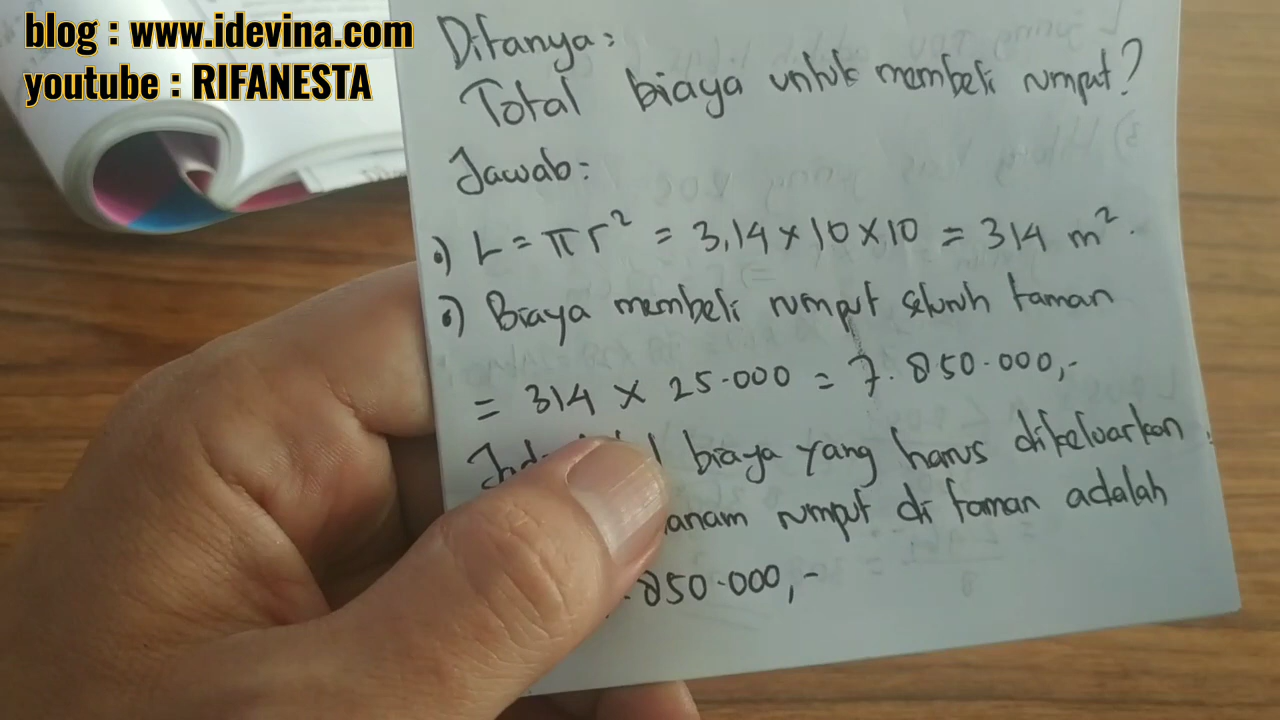 blog : www.idevina.com
youtube : RIFANESTA
Ditanya:
Total biaya untuk membeli rumput?
Jawab:
•) L = πr² = 3,14 × 10 × 10 = 314 m².
•) Biaya membeli rumput seluruh taman
= 314 × 25.000 = 7.850.000,-
biaya yang harus dikeluarkan
rumput di taman adalah
.850.000,-